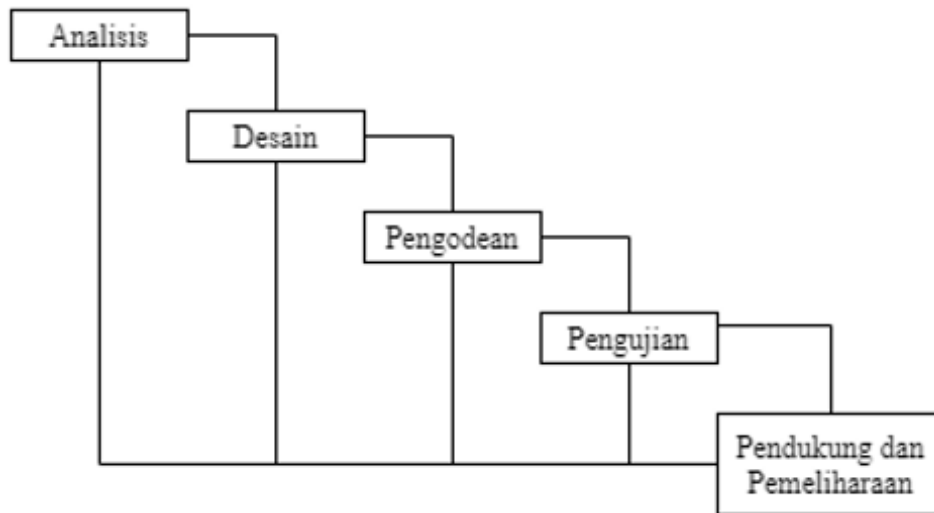 Analisis
Desain
Pengodean
Pengujian
Pendukung dan
Pemeliharaan